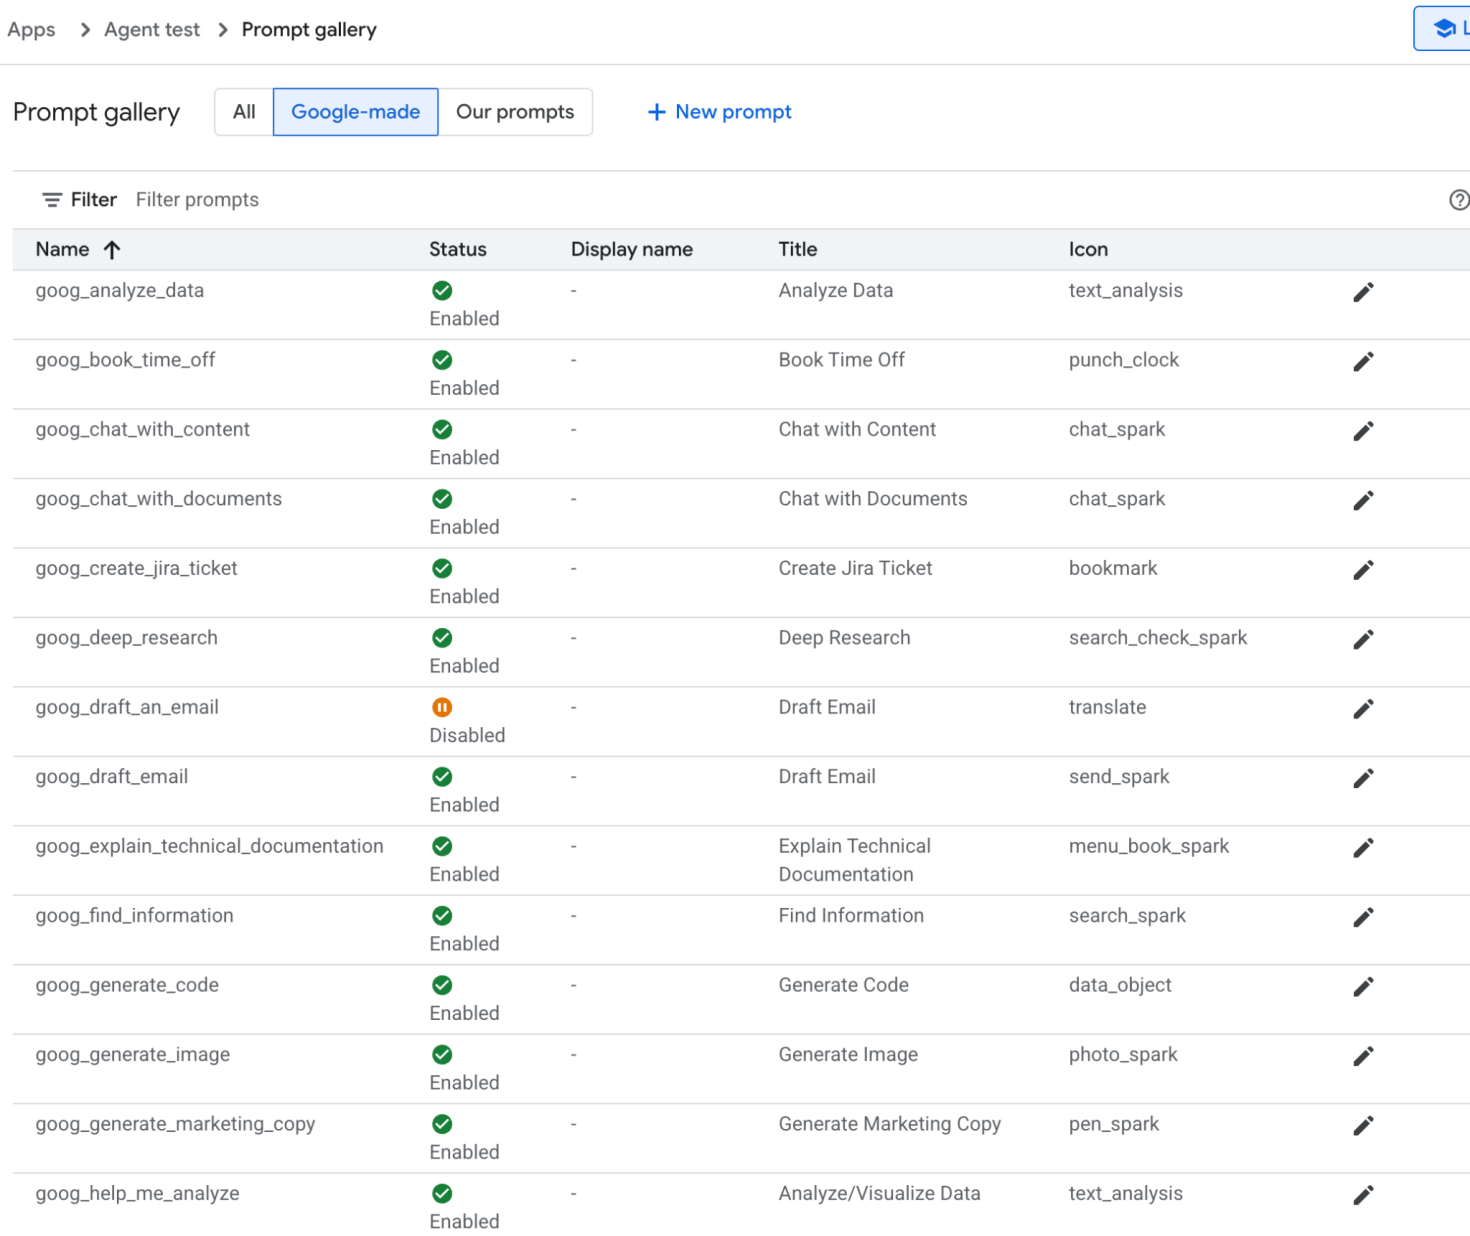 Apps > Agent test > Prompt gallery
L
Prompt gallery All Google-made Our prompts + New prompt
Filter Filter prompts
Name Status Display name Title Icon
goog_analyze_data Enabled - Analyze Data text_analysis
goog_book_time_off Enabled - Book Time Off punch_clock
goog_chat_with_content Enabled - Chat with Content chat_spark
goog_chat_with_documents Enabled - Chat with Documents chat_spark
goog_create_jira_ticket Enabled - Create Jira Ticket bookmark
goog_deep_research Enabled - Deep Research search_check_spark
goog_draft_an_email Disabled - Draft Email translate
goog_draft_email Enabled - Draft Email send_spark
goog_explain_technical_documentation Enabled - Explain Technical Documentation menu_book_spark
goog_find_information Enabled - Find Information search_spark
goog_generate_code Enabled - Generate Code data_object
goog_generate_image Enabled - Generate Image photo_spark
goog_generate_marketing_copy Enabled - Generate Marketing Copy pen_spark
goog_help_me_analyze Enabled - Analyze/Visualize Data text_analysis